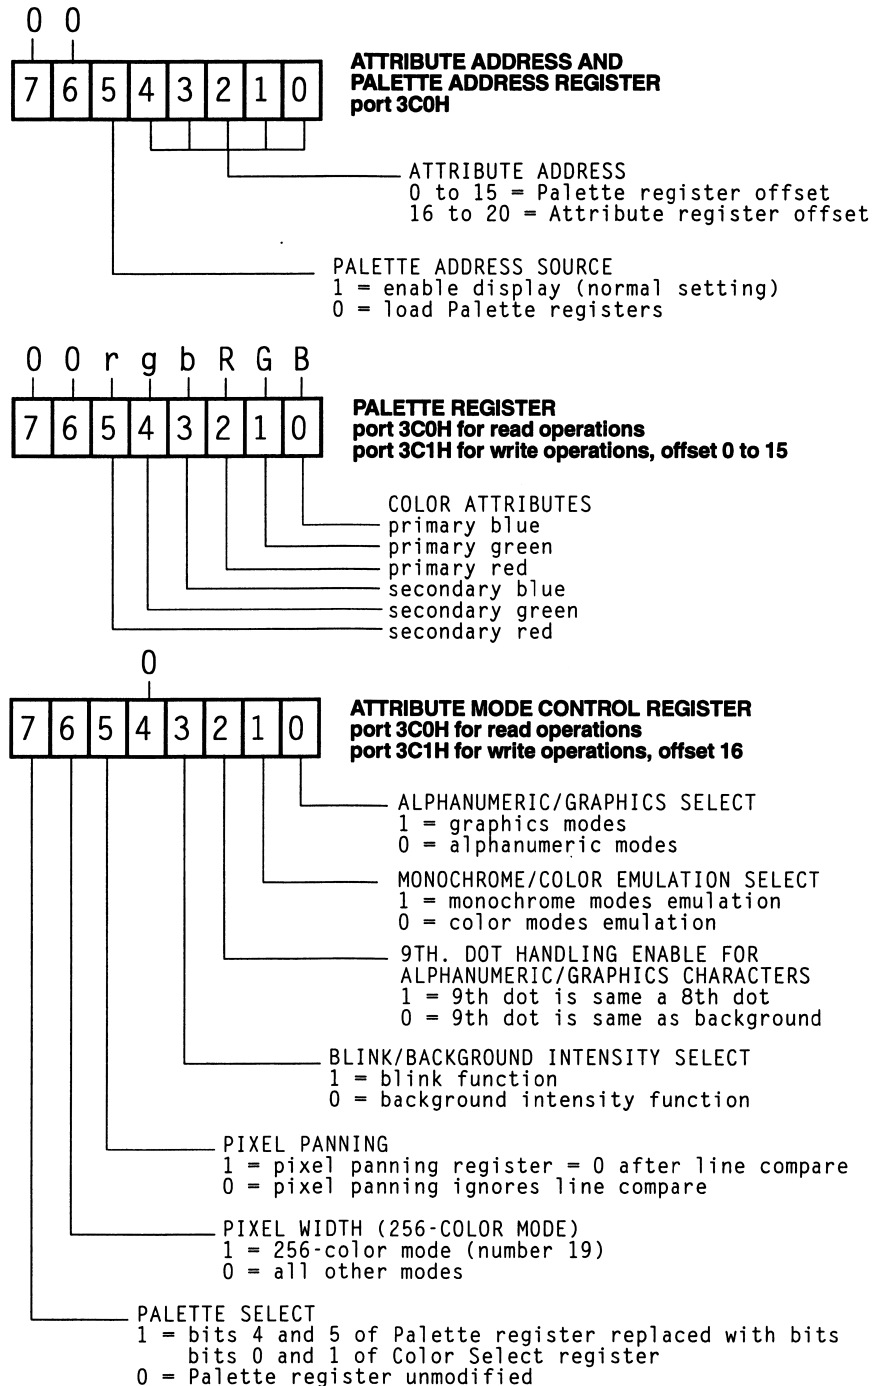 0 0
7 6 5 4 3 2 1 0
ATTRIBUTE ADDRESS AND
PALETTE ADDRESS REGISTER
port 3C0H
ATTRIBUTE ADDRESS
0 to 15 = Palette register offset
16 to 20 = Attribute register offset
PALETTE ADDRESS SOURCE
1 = enable display (normal setting)
0 = load Palette registers
0 0 r g b R G B
7 6 5 4 3 2 1 0
PALETTE REGISTER
port 3C0H for read operations
port 3C1H for write operations, offset 0 to 15
COLOR ATTRIBUTES
primary blue
primary green
primary red
secondary blue
secondary green
secondary red
0
7 6 5 4 3 2 1 0
ATTRIBUTE MODE CONTROL REGISTER
port 3C0H for read operations
port 3C1H for write operations, offset 16
ALPHANUMERIC/GRAPHICS SELECT
1 = graphics modes
0 = alphanumeric modes
MONOCHROME/COLOR EMULATION SELECT
1 = monochrome modes emulation
0 = color modes emulation
9TH. DOT HANDLING ENABLE FOR
ALPHANUMERIC/GRAPHICS CHARACTERS
1 = 9th dot is same a 8th dot
0 = 9th dot is same as background
BLINK/BACKGROUND INTENSITY SELECT
1 = blink function
0 = background intensity function
PIXEL PANNING
1 = pixel panning register = 0 after line compare
0 = pixel panning ignores line compare
PIXEL WIDTH (256-COLOR MODE)
1 = 256-color mode (number 19)
0 = all other modes
PALETTE SELECT
1 = bits 4 and 5 of Palette register replaced with bits
bits 0 and 1 of Color Select register
0 = Palette register unmodified